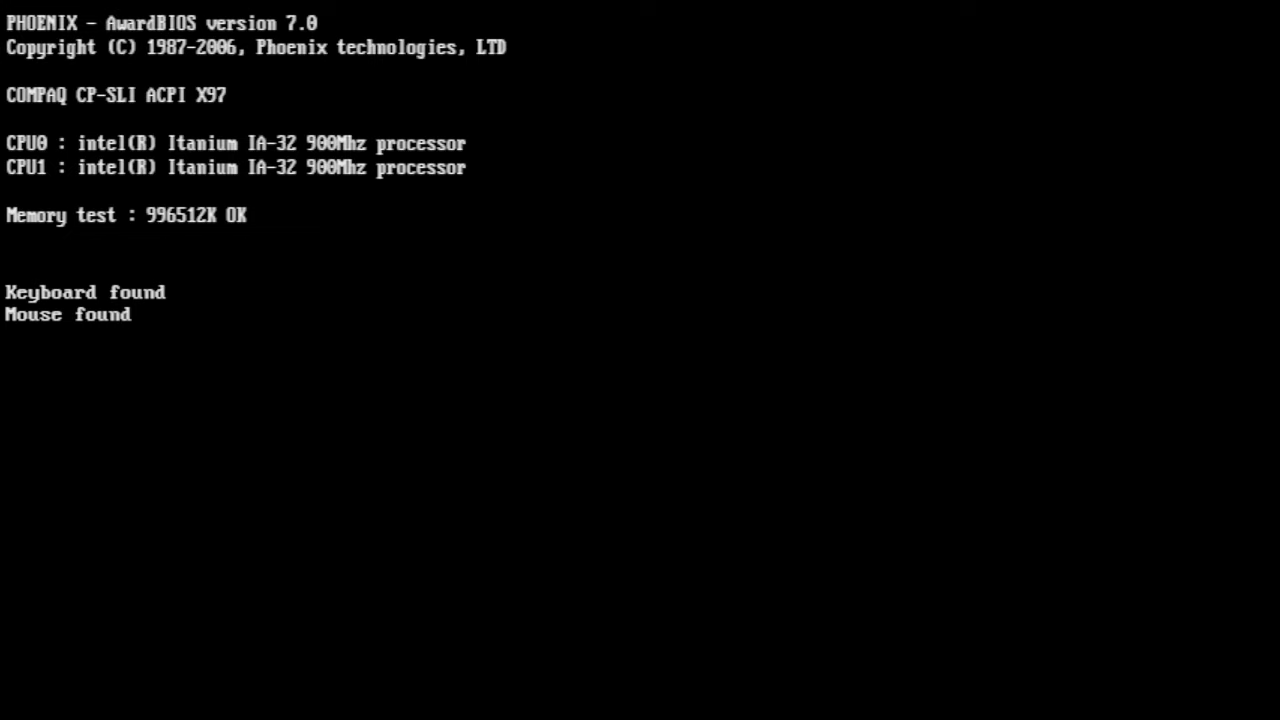 PHOENIX - AwardBIOS version 7.0
Copyright (C) 1987-2006, Phoenix technologies, LTD
COMPAQ CP-SLI ACPI X97
CPU0 : intel(R) Itanium IA-32 900Mhz processor
CPU1 : intel(R) Itanium IA-32 900Mhz processor
Memory test : 996512K OK
Keyboard found
Mouse found